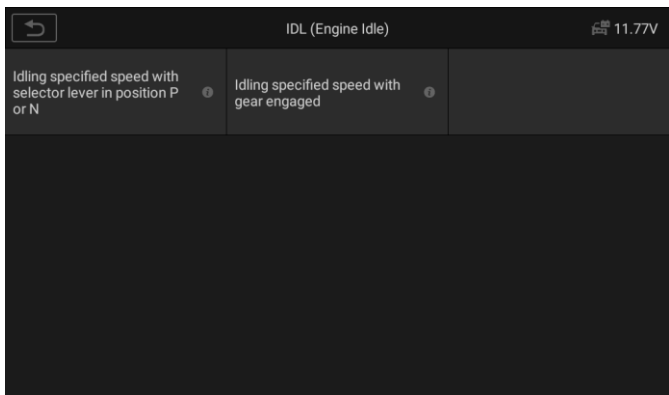 IDL (Engine Idle)
11.77V
Idling specified speed with
selector lever in position P
or N
Idling specified speed with
gear engaged